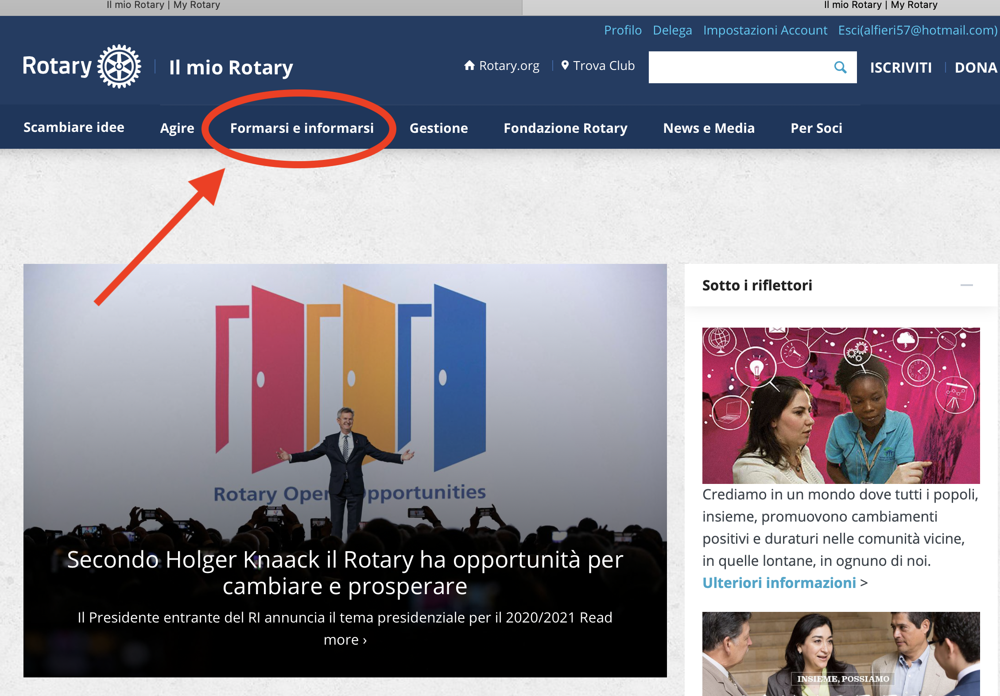 Il mio Rotary | My Rotary
Il mio Rotary | My Rotary
Profilo Delega Impostazioni Account Esci(alfieri57@hotmail.com)
Rotary
Il mio Rotary
Rotary.org
Trova Club
ISCRIVITI
DONA
Scambiare idee
Agire
Formarsi e informarsi
Gestione
Fondazione Rotary
News e Media
Per Soci
Rotary Open pportunities
Secondo Holger Knaack il Rotary ha opportunità per
cambiare e prosperare
Il Presidente entrante del RI annuncia il tema presidenziale per il 2020/2021 Read
more ›
Sotto i riflettori
Crediamo in un mondo dove tutti i popoli,
insieme, promuovono cambiamenti
positivi e duraturi nelle comunità vicine,
in quelle lontane, in ognuno di noi.
Ulteriori informazioni >
INSIEME, POSSIAMO